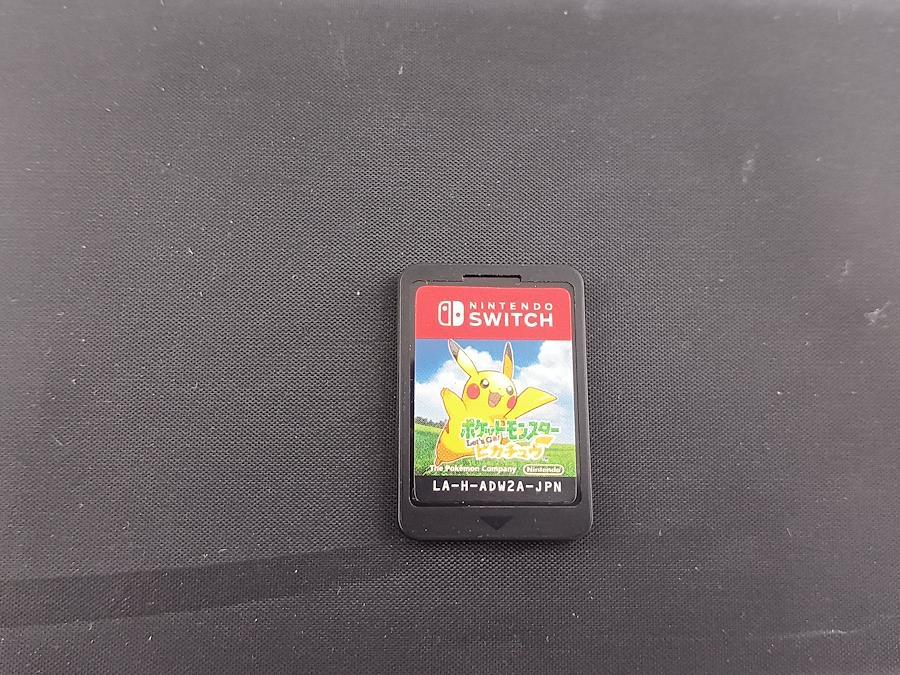 NINTENDO
SWITCH
ポケットモンスター
Let's Go!
ピカチュウ
The Pokémon Company Nintendo
LA-H-ADW2A-JPN